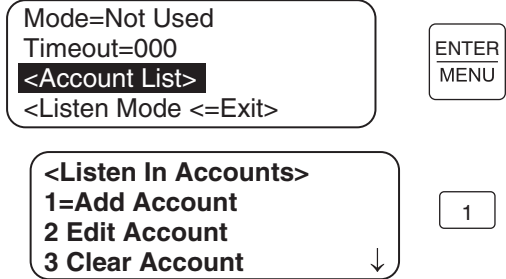 Mode=Not Used
Timeout=000
<Account List>
<Listen Mode <=Exit>
ENTER
MENU
<Listen In Accounts>
1=Add Account
2 Edit Account
3 Clear Account ↓
1